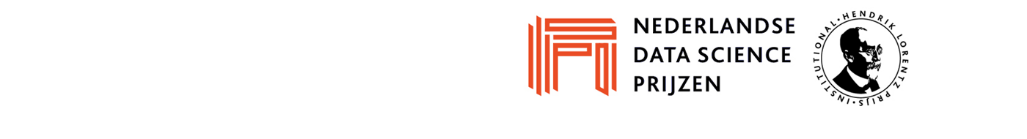 NEDERLANDSE
DATA SCIENCE
PRIJZEN
INSTITUTIONAL · HENDRIK LORENTZ PRIJS ·